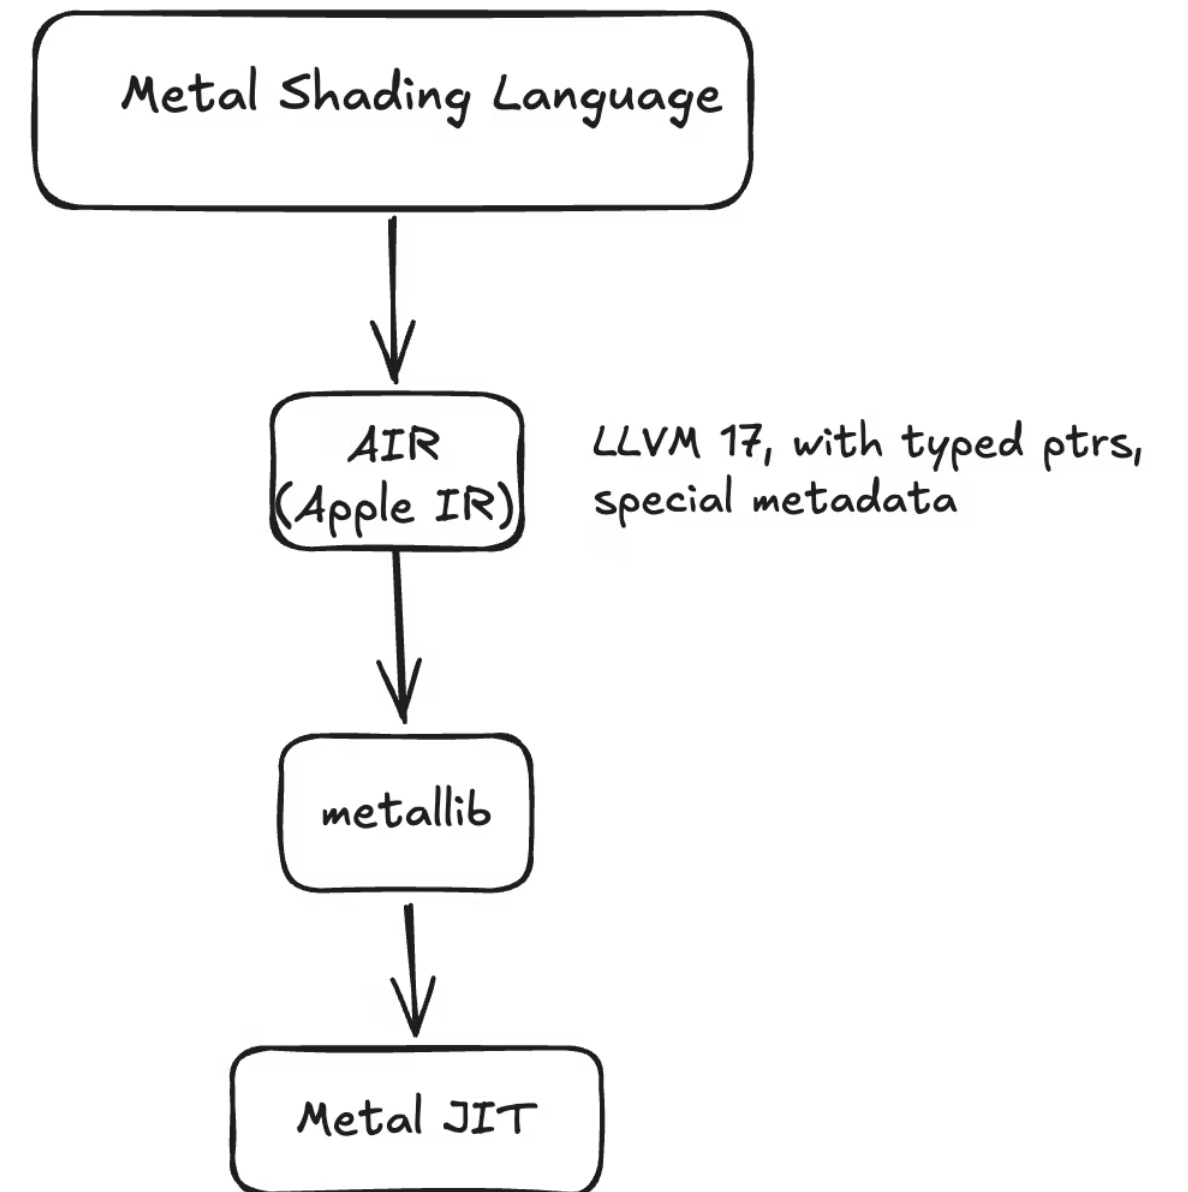 Metal Shading Language
AIR
(Apple IR)
LLVM 17, with typed ptrs,
special metadata
metallib
Metal JIT